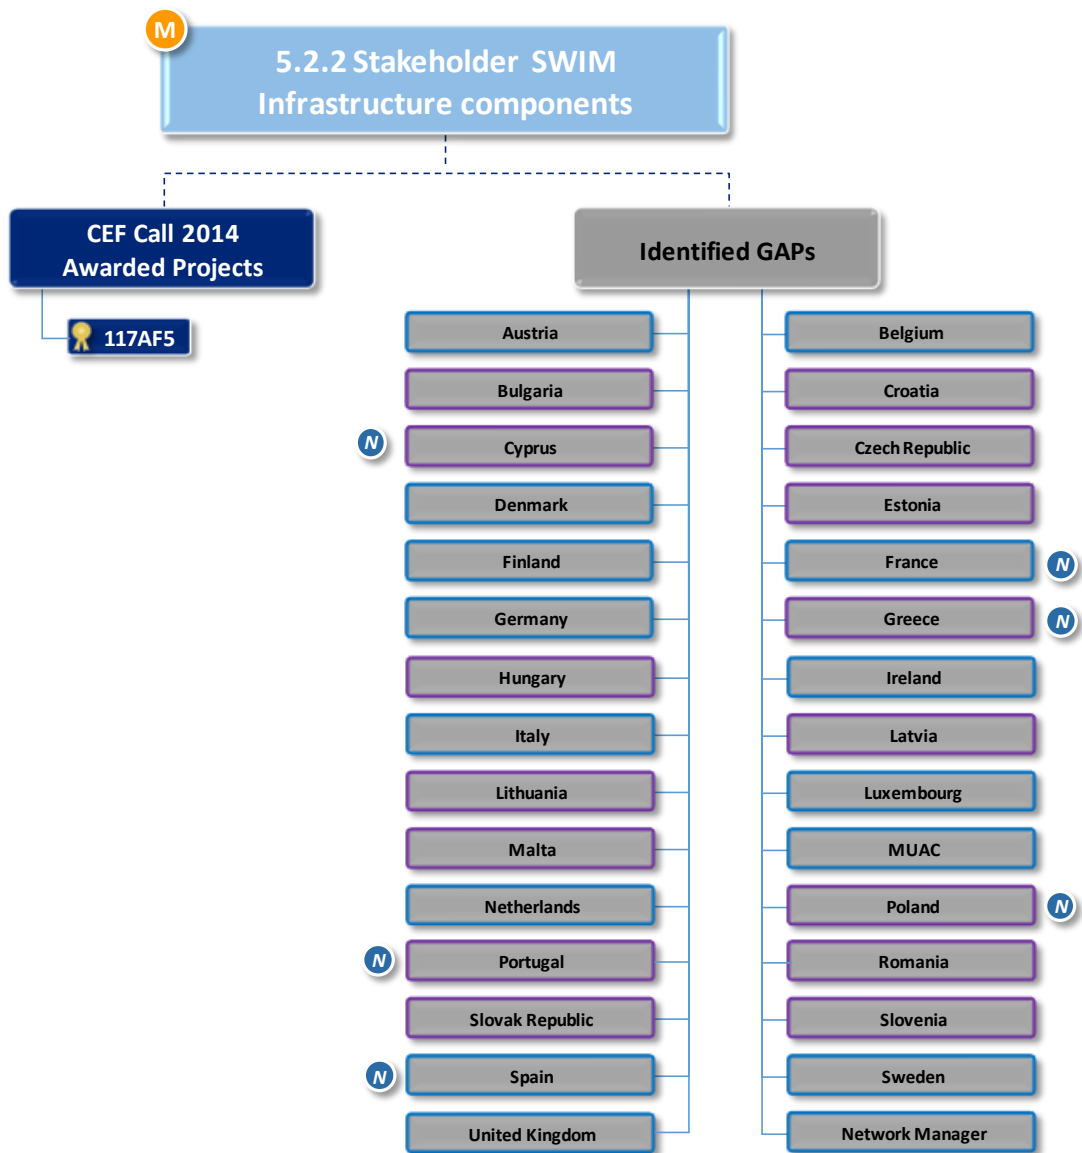 M
5.2.2 Stakeholder SWIM
Infrastructure components
CEF Call 2014
Awarded Projects
117AF5
Identified GAPs
Austria
Belgium
Bulgaria
Croatia
N
Cyprus
Czech Republic
Denmark
Estonia
Finland
France
N
Germany
Greece
N
Hungary
Ireland
Italy
Latvia
Lithuania
Luxembourg
Malta
MUAC
Netherlands
Poland
N
N
Portugal
Romania
Slovak Republic
Slovenia
N
Spain
Sweden
United Kingdom
Network Manager